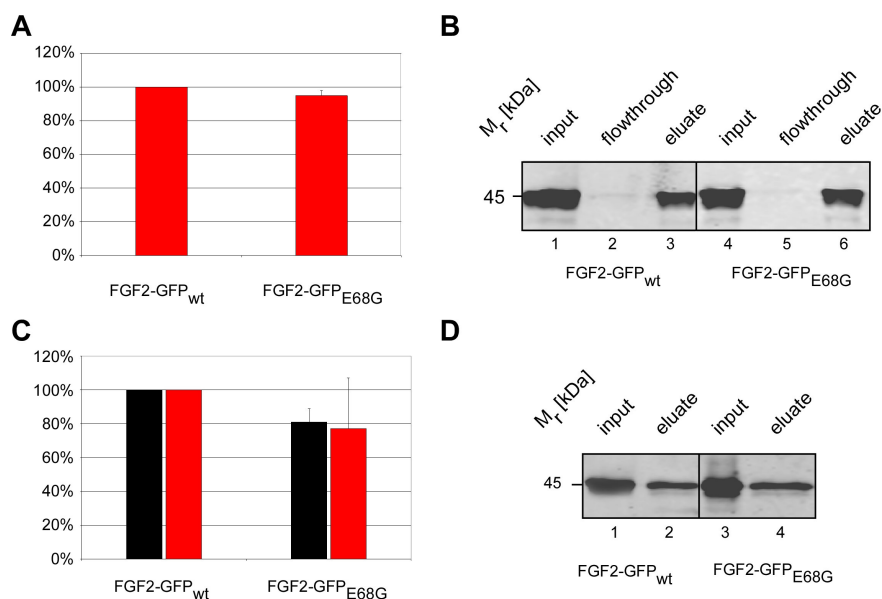 A
120%
100%
80%
60%
40%
20%
0%
FGF2-GFPwt
FGF2-GFPE68G
B
Mr [kDa]
input
flowthrough
eluate
input
flowthrough
eluate
45
1 2 3 4 5 6
FGF2-GFPwt
FGF2-GFPE68G
C
120%
100%
80%
60%
40%
20%
0%
FGF2-GFPwt
FGF2-GFPE68G
D
Mr [kDa]
input
eluate
input
eluate
45
1 2 3 4
FGF2-GFPwt
FGF2-GFPE68G